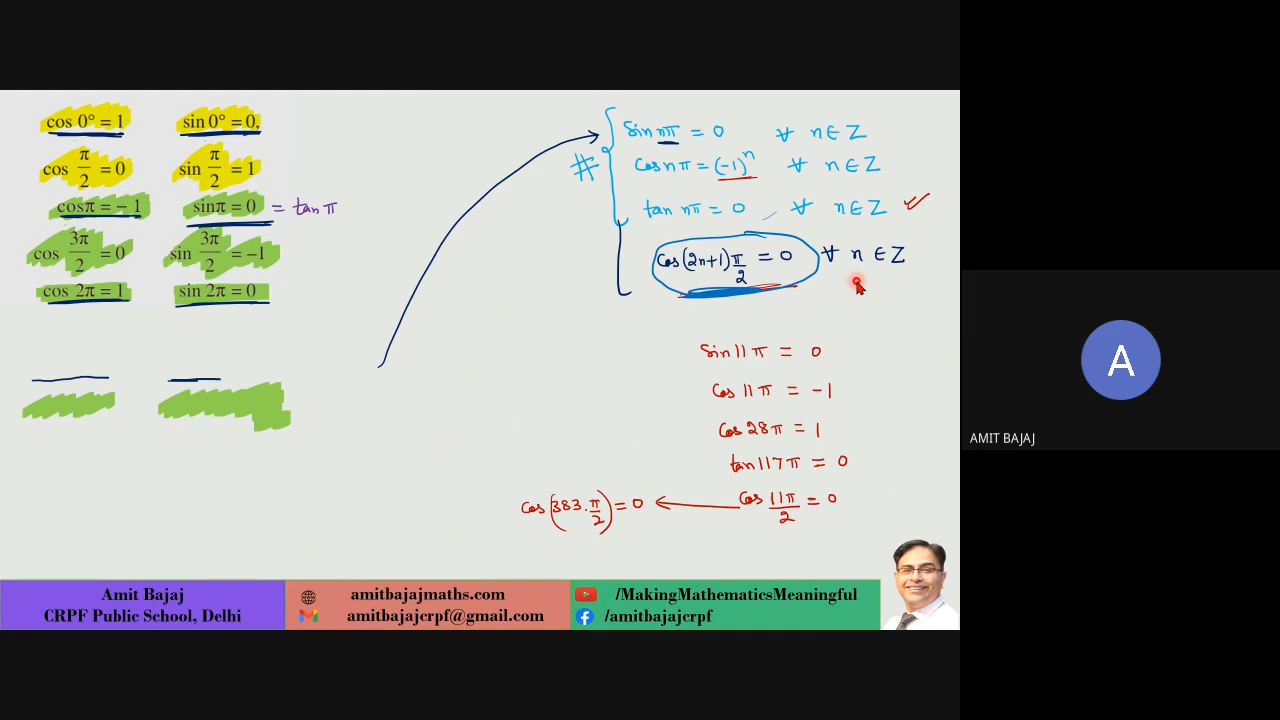 cos 0° = 1 sin 0° = 0,
cos π/2 = 0 sin π/2 = 1
cosπ = – 1 sinπ = 0 = tan π
cos 3π/2 = 0 sin 3π/2 = –1
cos 2π = 1 sin 2π = 0
# sin nπ = 0 ∀ n ∈ Z
cos nπ = (-1)^n ∀ n ∈ Z
tan nπ = 0 , ∀ n ∈ Z
cos(2n+1)π/2 = 0 ∀ n ∈ Z
sin 11π = 0
cos 11π = -1
cos 28π = 1
tan 117π = 0
cos(383.π/2) = 0 ← cos 11π/2 = 0
A
AMIT BAJAJ
Amit Bajaj
CRPF Public School, Delhi
amitbajajmaths.com
amitbajajcrpf@gmail.com
/MakingMathematicsMeaningful
/amitbajajcrpf